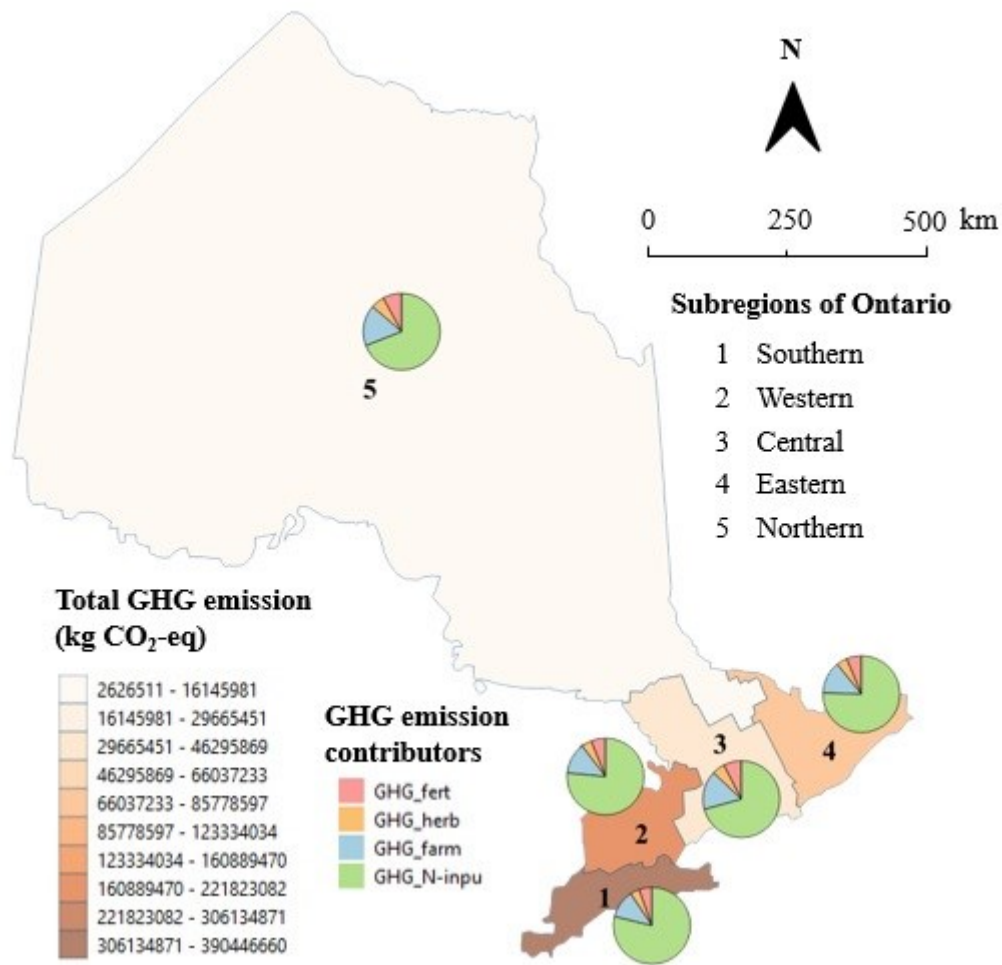 N
0 250 500 km
Subregions of Ontario
1 Southern
2 Western
3 Central
4 Eastern
5 Northern
5
Total GHG emission
(kg CO₂-eq)
2626511 - 16145981
16145981 - 29665451
29665451 - 46295869
46295869 - 66037233
66037233 - 85778597
85778597 - 123334034
123334034 - 160889470
160889470 - 221823082
221823082 - 306134871
306134871 - 390446660
GHG emission
contributors
GHG_fert
GHG_herb
GHG_farm
GHG_N-inpu
3
4
2
1